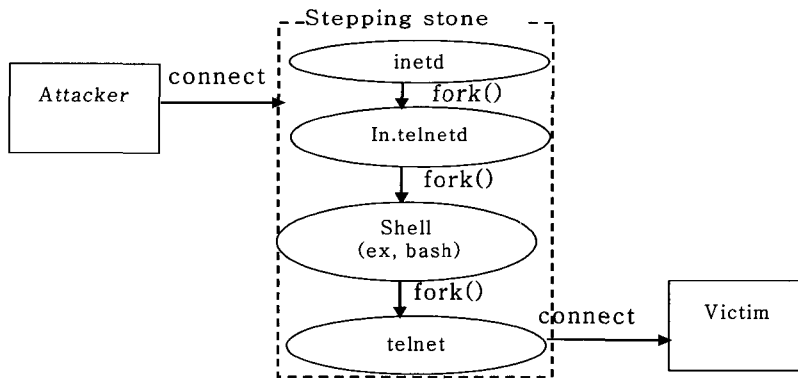 Stepping stone
inetd
connect
Attacker
fork()
In.telnetd
fork()
Shell
(ex, bash)
fork()
connect
Victim
telnet